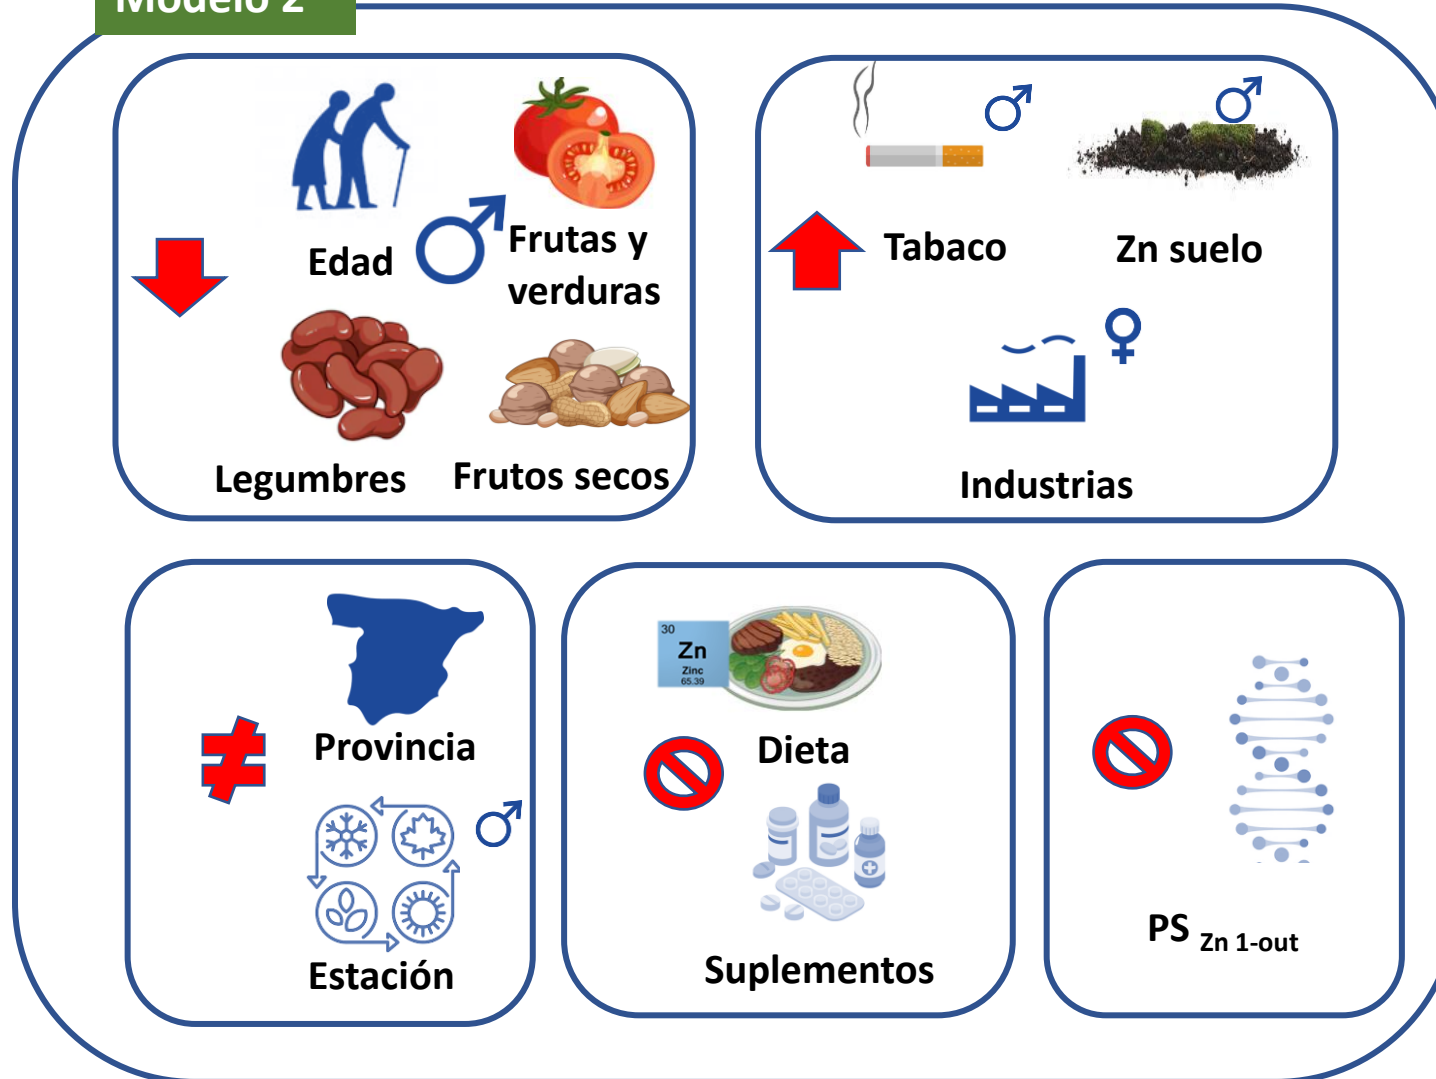 Modelo 2
Edad
Frutas y
verduras
Legumbres
Frutos secos
Tabaco
Zn suelo
Industrias
Provincia
Estación
30
Zn
Zinc
65.39
Dieta
Suplementos
PS Zn 1-out